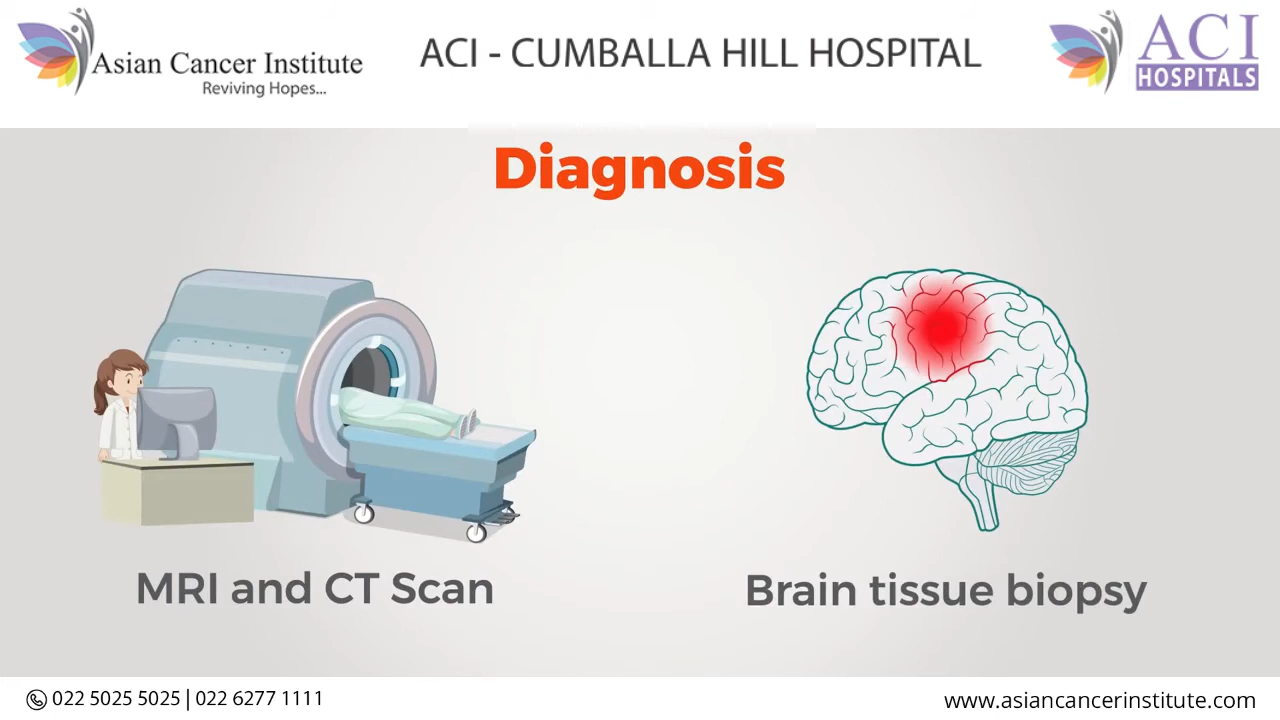 Asian Cancer Institute
Reviving Hopes...
ACI - CUMBALLA HILL HOSPITAL
ACI
HOSPITALS
Diagnosis
MRI and CT Scan
Brain tissue biopsy
022 5025 5025 | 022 6277 1111
www.asiancancerinstitute.com